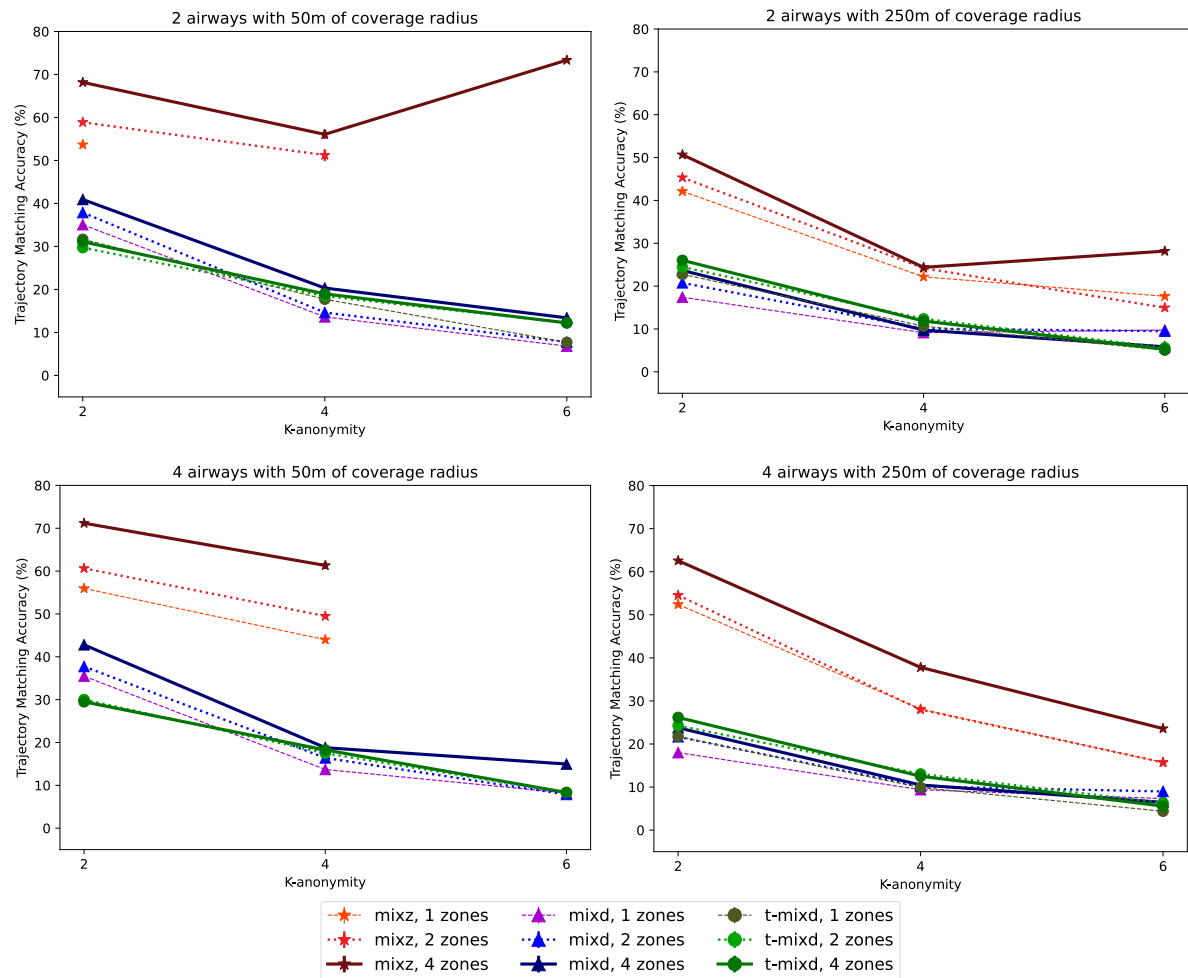 2 airways with 50m of coverage radius
80
70
60
50
40
30
20
10
0
Trajectory Matching Accuracy (%)
2
4
6
K-anonymity
2 airways with 250m of coverage radius
80
70
60
50
40
30
20
10
0
Trajectory Matching Accuracy (%)
2
4
6
K-anonymity
4 airways with 50m of coverage radius
80
70
60
50
40
30
20
10
0
Trajectory Matching Accuracy (%)
2
4
6
K-anonymity
4 airways with 250m of coverage radius
80
70
60
50
40
30
20
10
0
Trajectory Matching Accuracy (%)
2
4
6
K-anonymity
mixz, 1 zones
mixz, 2 zones
mixz, 4 zones
mixd, 1 zones
mixd, 2 zones
mixd, 4 zones
t-mixd, 1 zones
t-mixd, 2 zones
t-mixd, 4 zones